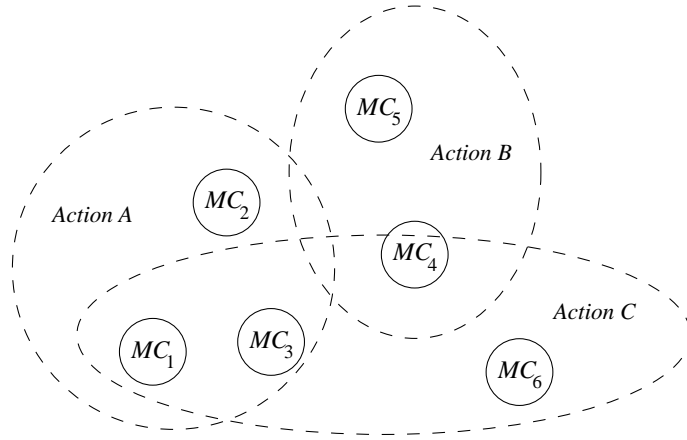 MC5
Action B
MC2
Action A
MC4
Action C
MC3
MC1
MC6